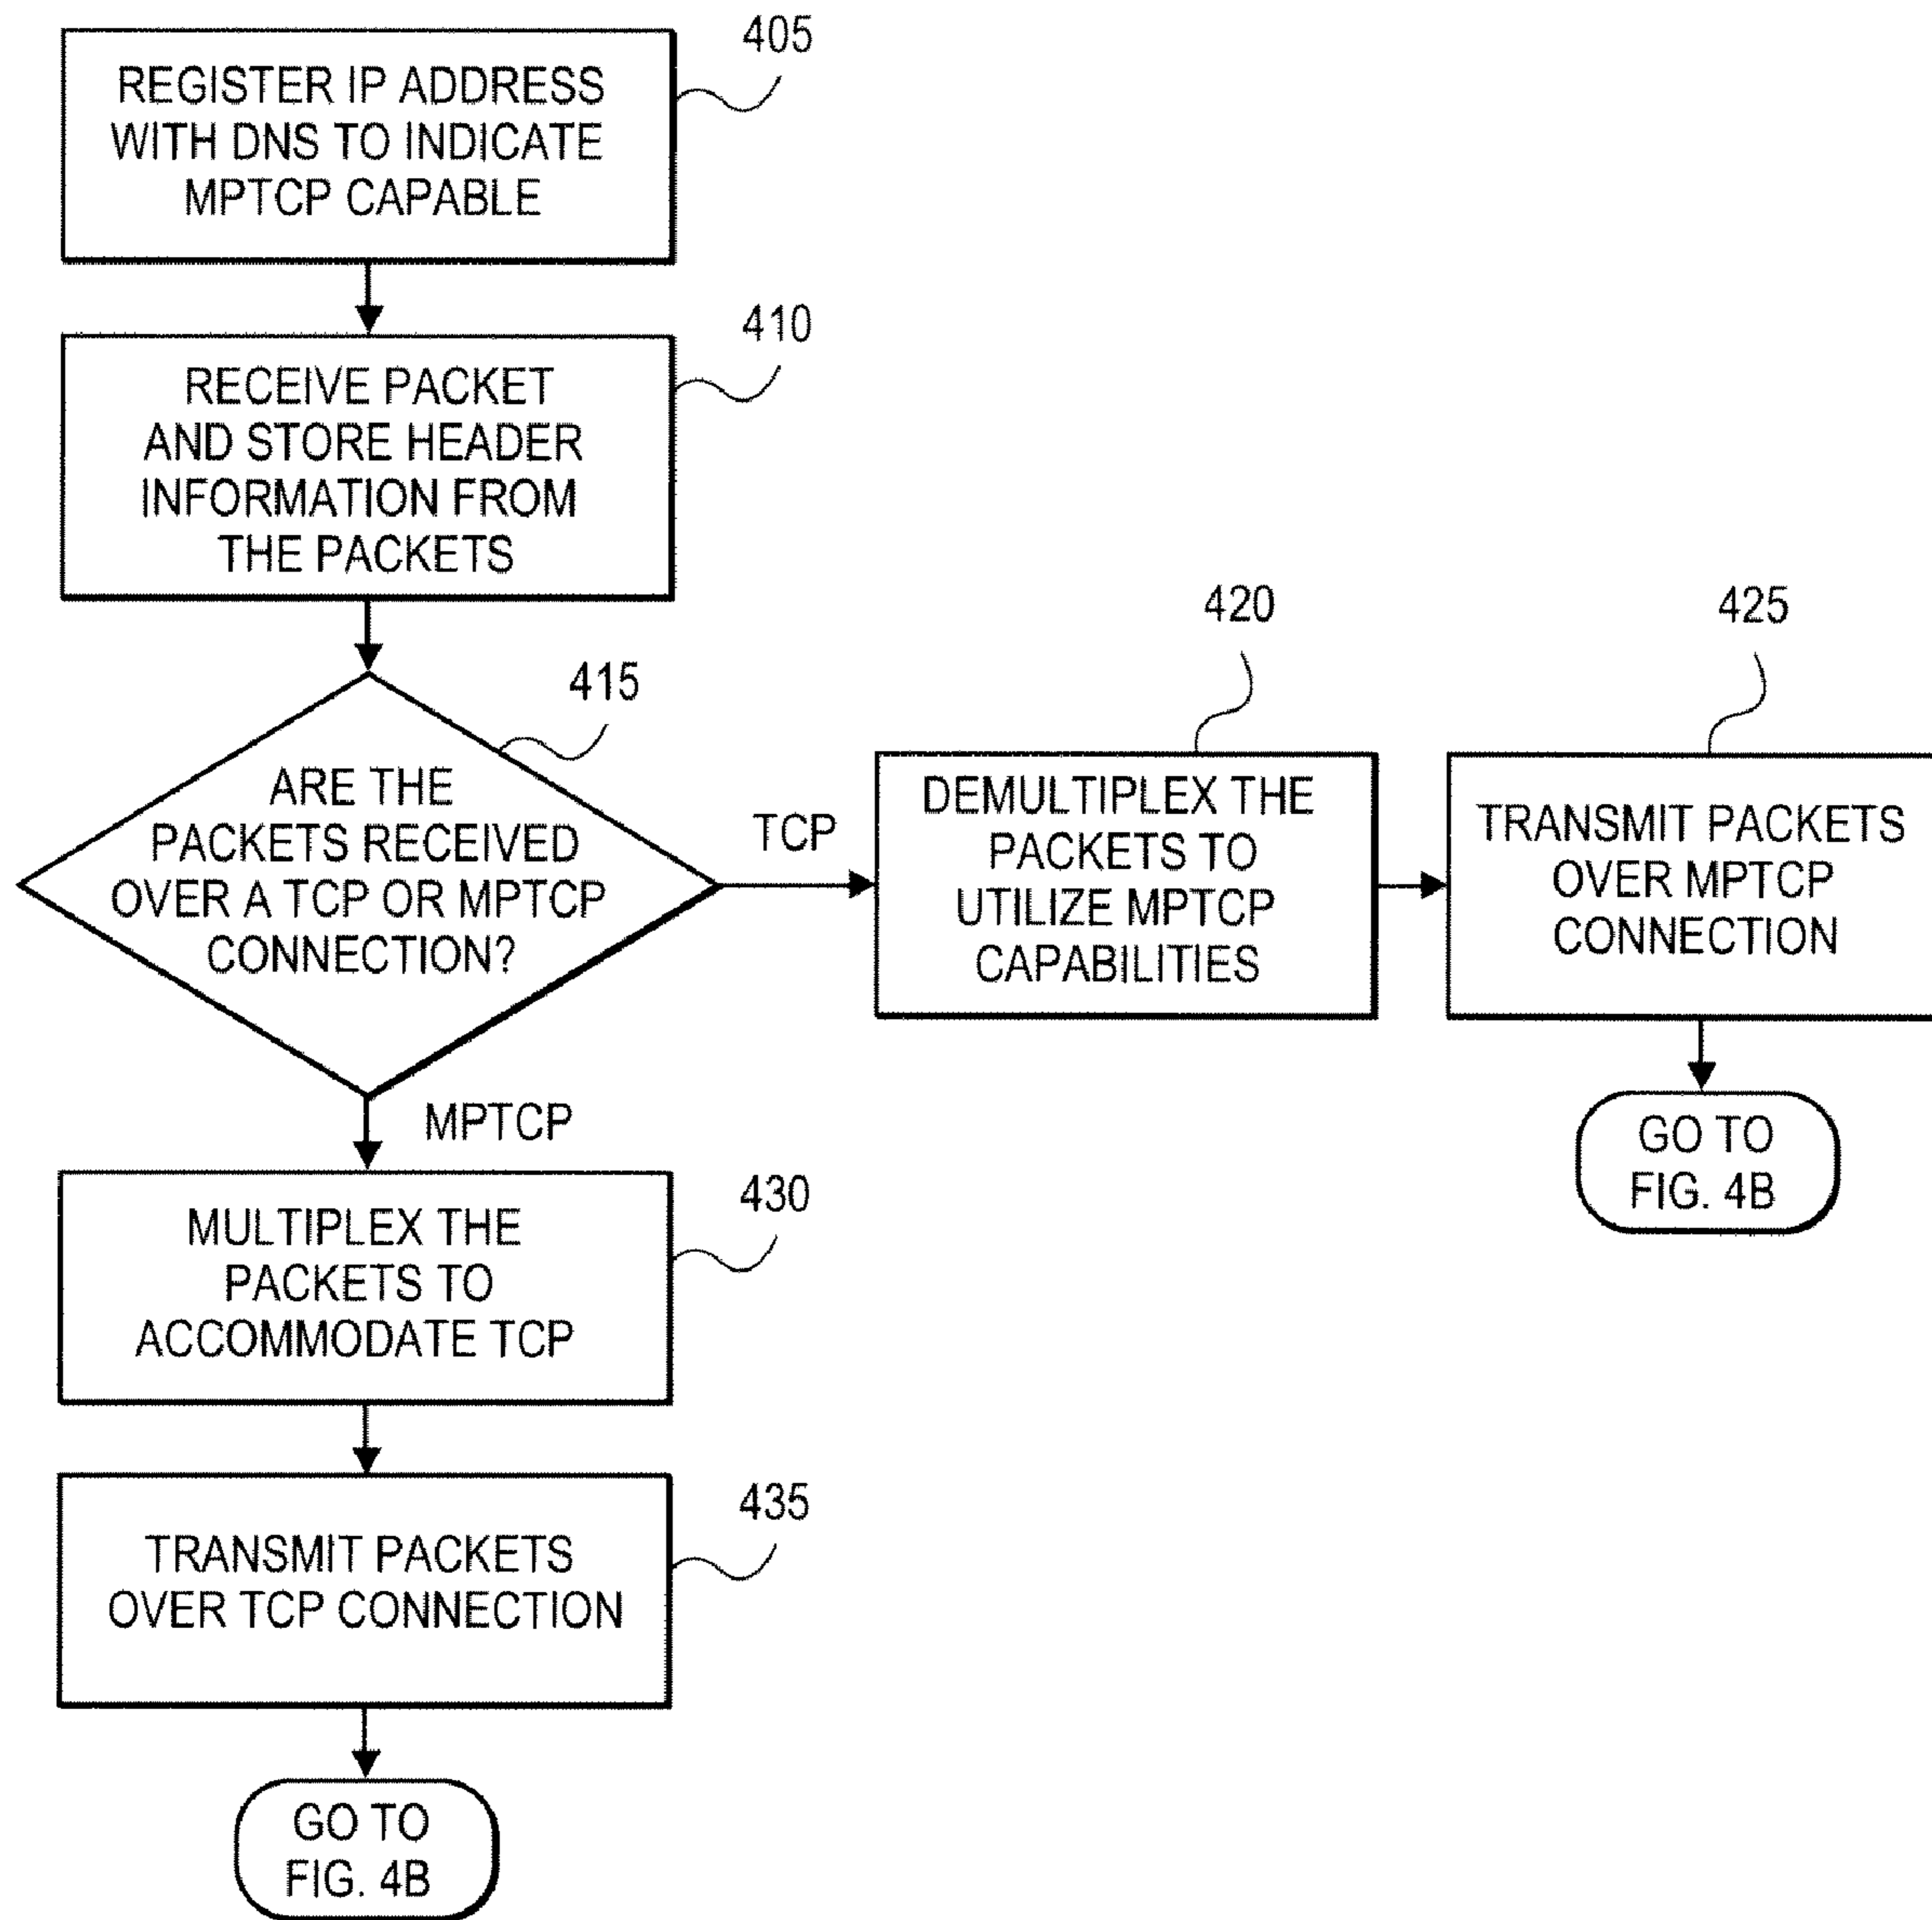 405
REGISTER IP ADDRESS
WITH DNS TO INDICATE
MPTCP CAPABLE
410
RECEIVE PACKET
AND STORE HEADER
INFORMATION FROM
THE PACKETS
415
ARE THE
PACKETS RECEIVED
OVER A TCP OR MPTCP
CONNECTION?
TCP
420
DEMULTIPLEX THE
PACKETS TO
UTILIZE MPTCP
CAPABILITIES
425
TRANSMIT PACKETS
OVER MPTCP
CONNECTION
GO TO
FIG. 4B
MPTCP
430
MULTIPLEX THE
PACKETS TO
ACCOMMODATE TCP
435
TRANSMIT PACKETS
OVER TCP CONNECTION
GO TO
FIG. 4B